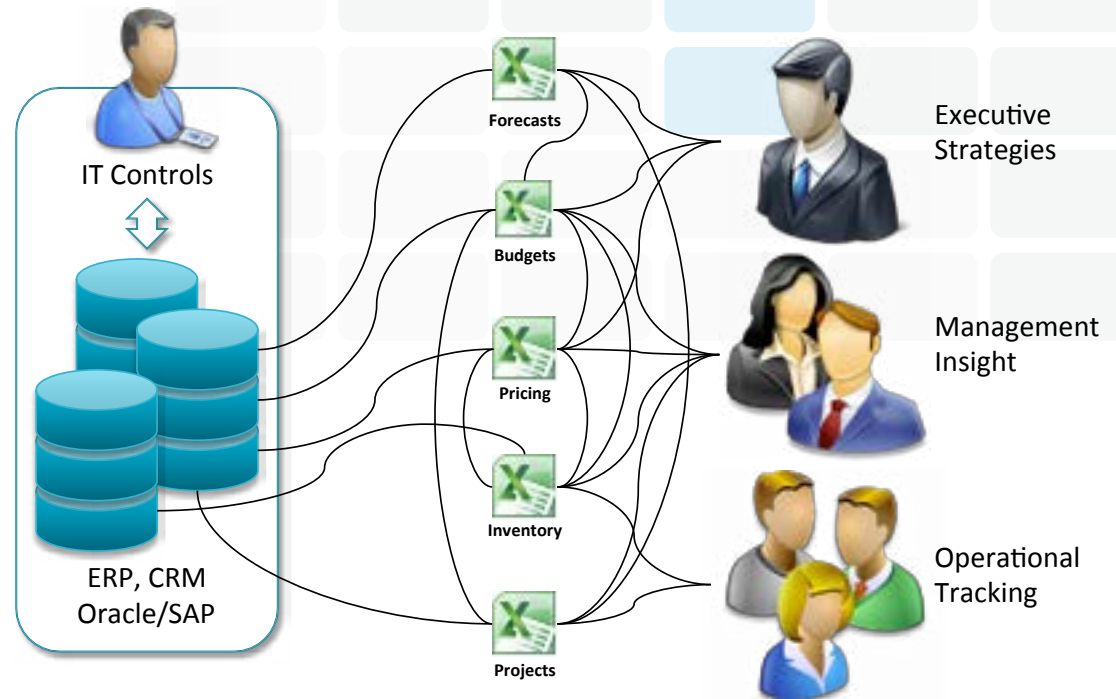 IT Controls
ERP, CRM
Oracle/SAP
Forecasts
Budgets
Pricing
Inventory
Projects
Executive
Strategies
Management
Insight
Operational
Tracking